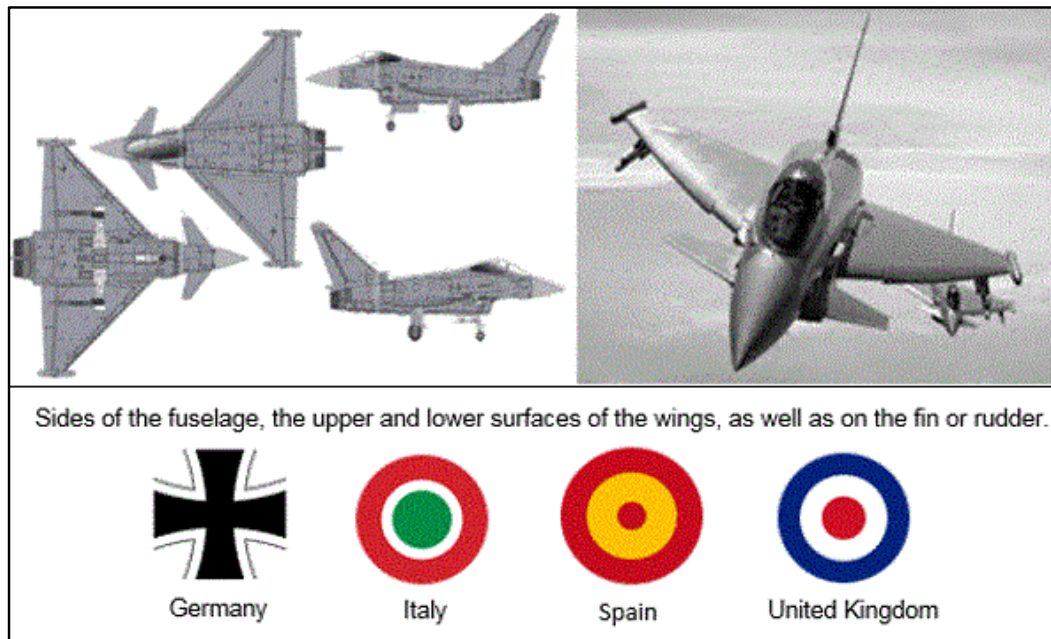 Sides of the fuselage, the upper and lower surfaces of the wings, as well as on the fin or rudder.
Germany
Italy
Spain
United Kingdom